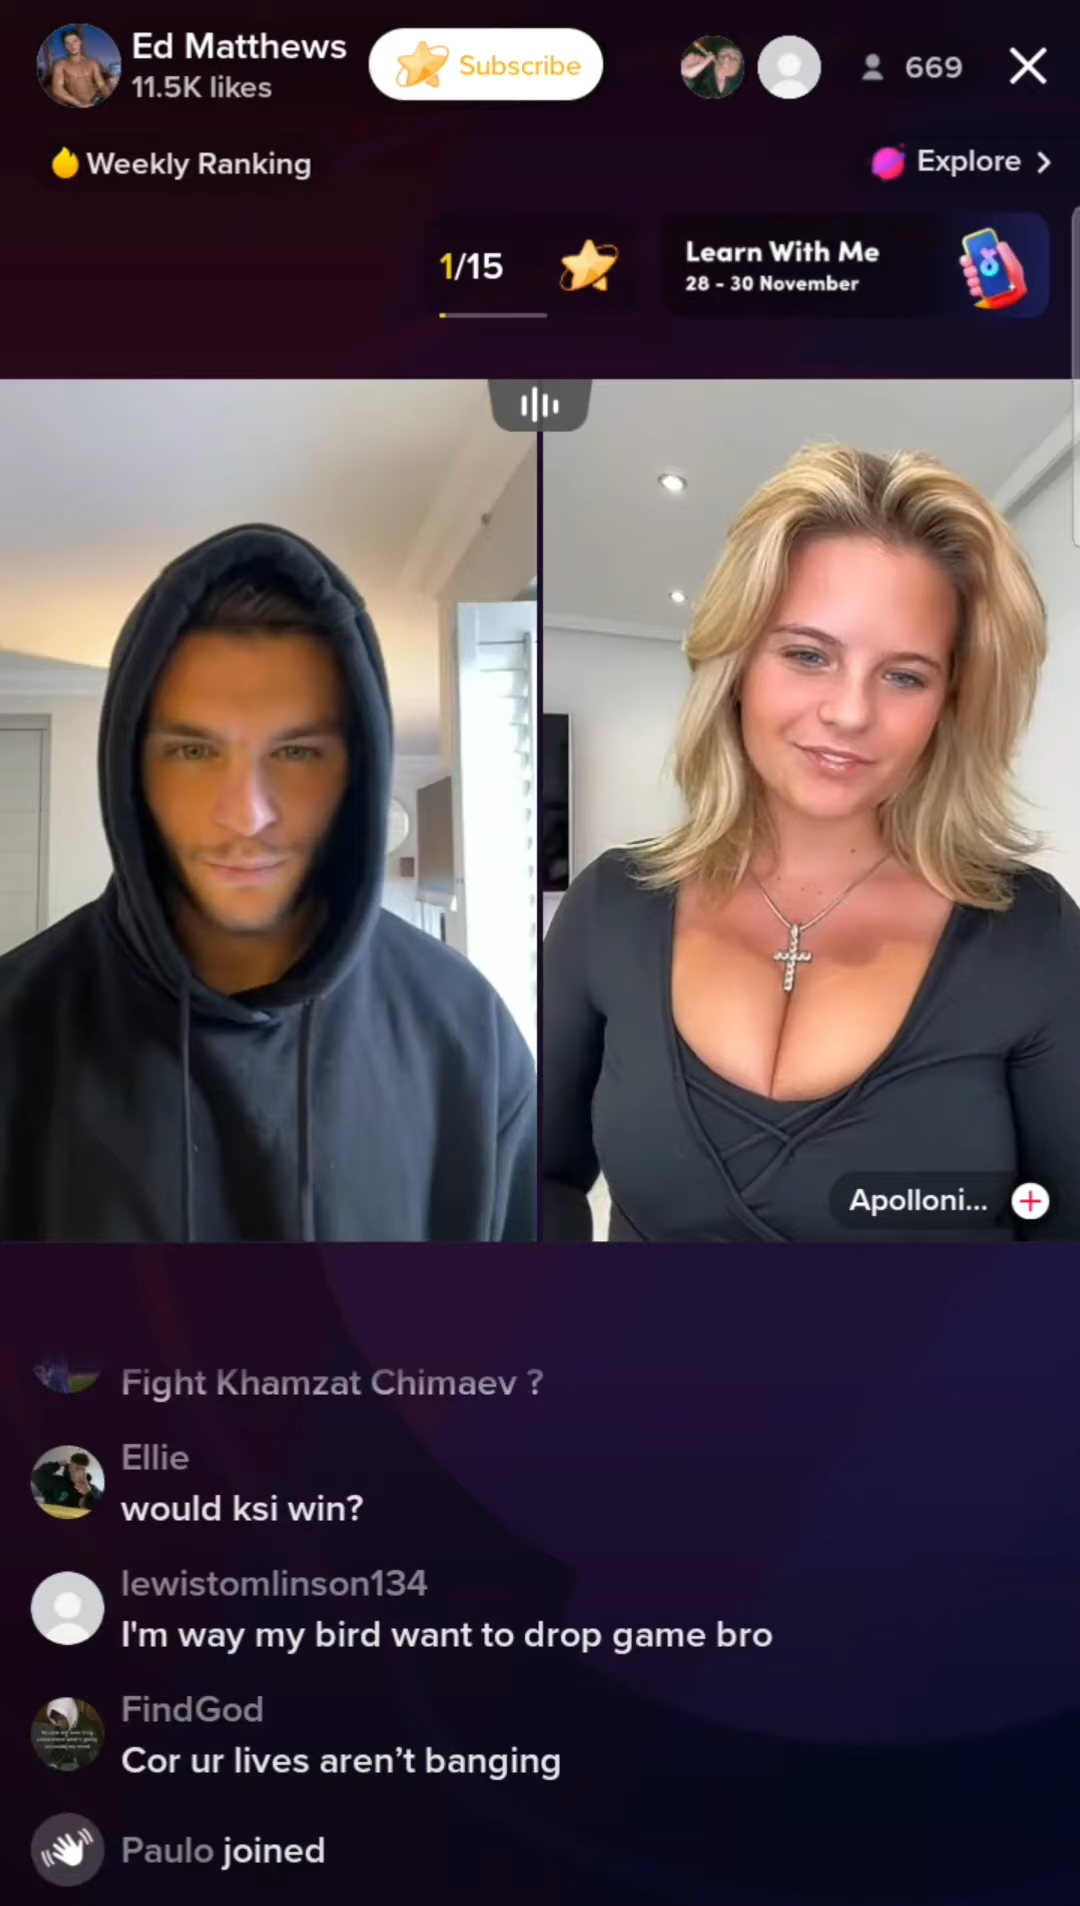 Ed Matthews
11.5K likes
Subscribe
669
Weekly Ranking
Explore
1/15
Learn With Me
28 - 30 November
Apolloni...
Fight Khamzat Chimaev ?
Ellie
would ksi win?
lewistomlinson134
I'm way my bird want to drop game bro
FindGod
Cor ur lives aren't banging
Paulo joined